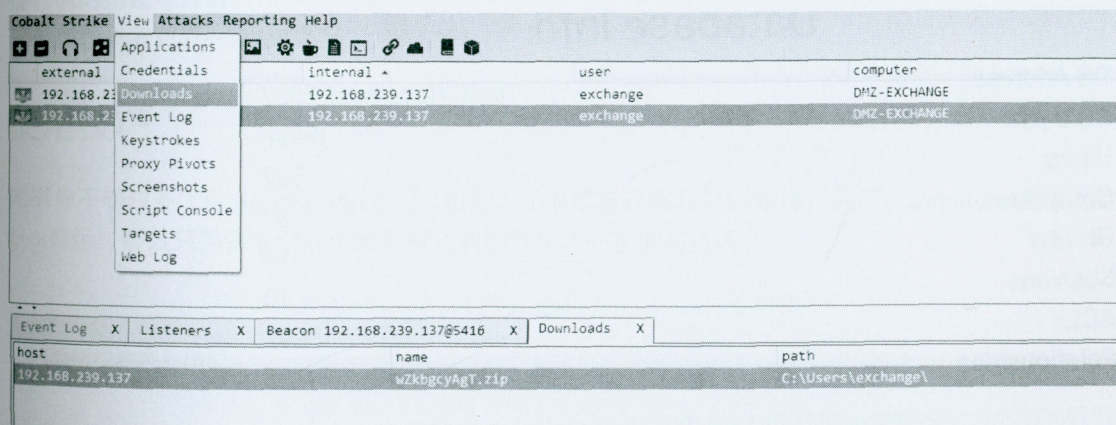 Cobalt Strike View Attacks Reporting Help
Applications
Credentials
Downloads
Event Log
Keystrokes
Proxy Pivots
Screenshots
Script Console
Targets
Web Log
external internal user computer
192.168.23 192.168.239.137 exchange DMZ-EXCHANGE
192.168.2 192.168.239.137 exchange DMZ-EXCHANGE
Event Log X Listeners X Beacon 192.168.239.137@5416 X Downloads X
host name path
192.168.239.137 wZkbgcyAgT.zip C:\Users\exchange\